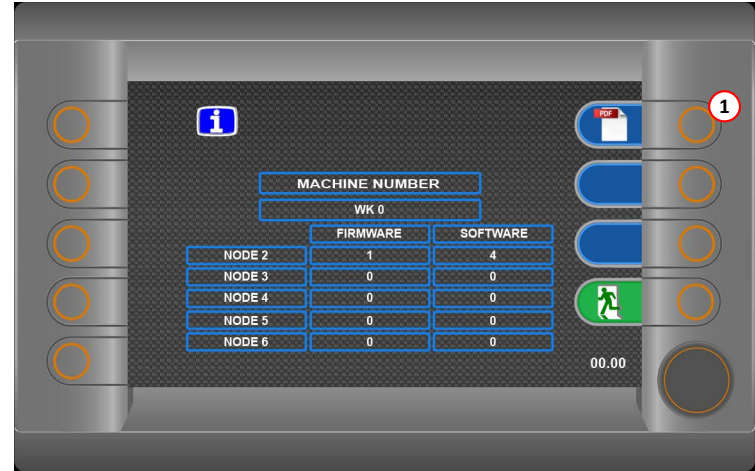 1
PDF
i
MACHINE NUMBER
WK 0
FIRMWARE SOFTWARE
NODE 2 1 4
NODE 3 0 0
NODE 4 0 0
NODE 5 0 0
NODE 6 0 0
00.00